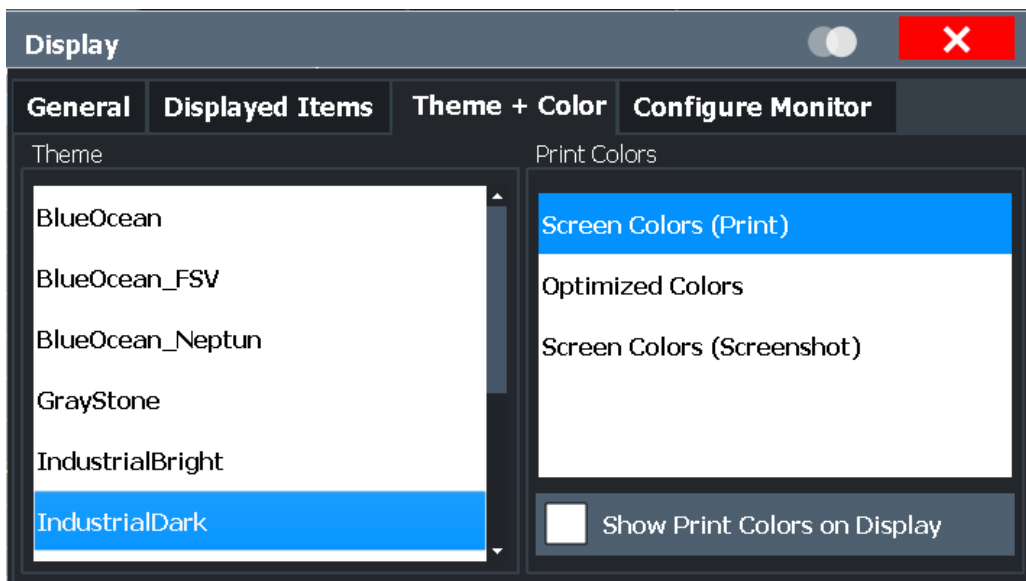 Display
General
Displayed Items
Theme + Color
Configure Monitor
Theme
BlueOcean
BlueOcean_FSV
BlueOcean_Neptun
GrayStone
IndustrialBright
IndustrialDark
Print Colors
Screen Colors (Print)
Optimized Colors
Screen Colors (Screenshot)
Show Print Colors on Display